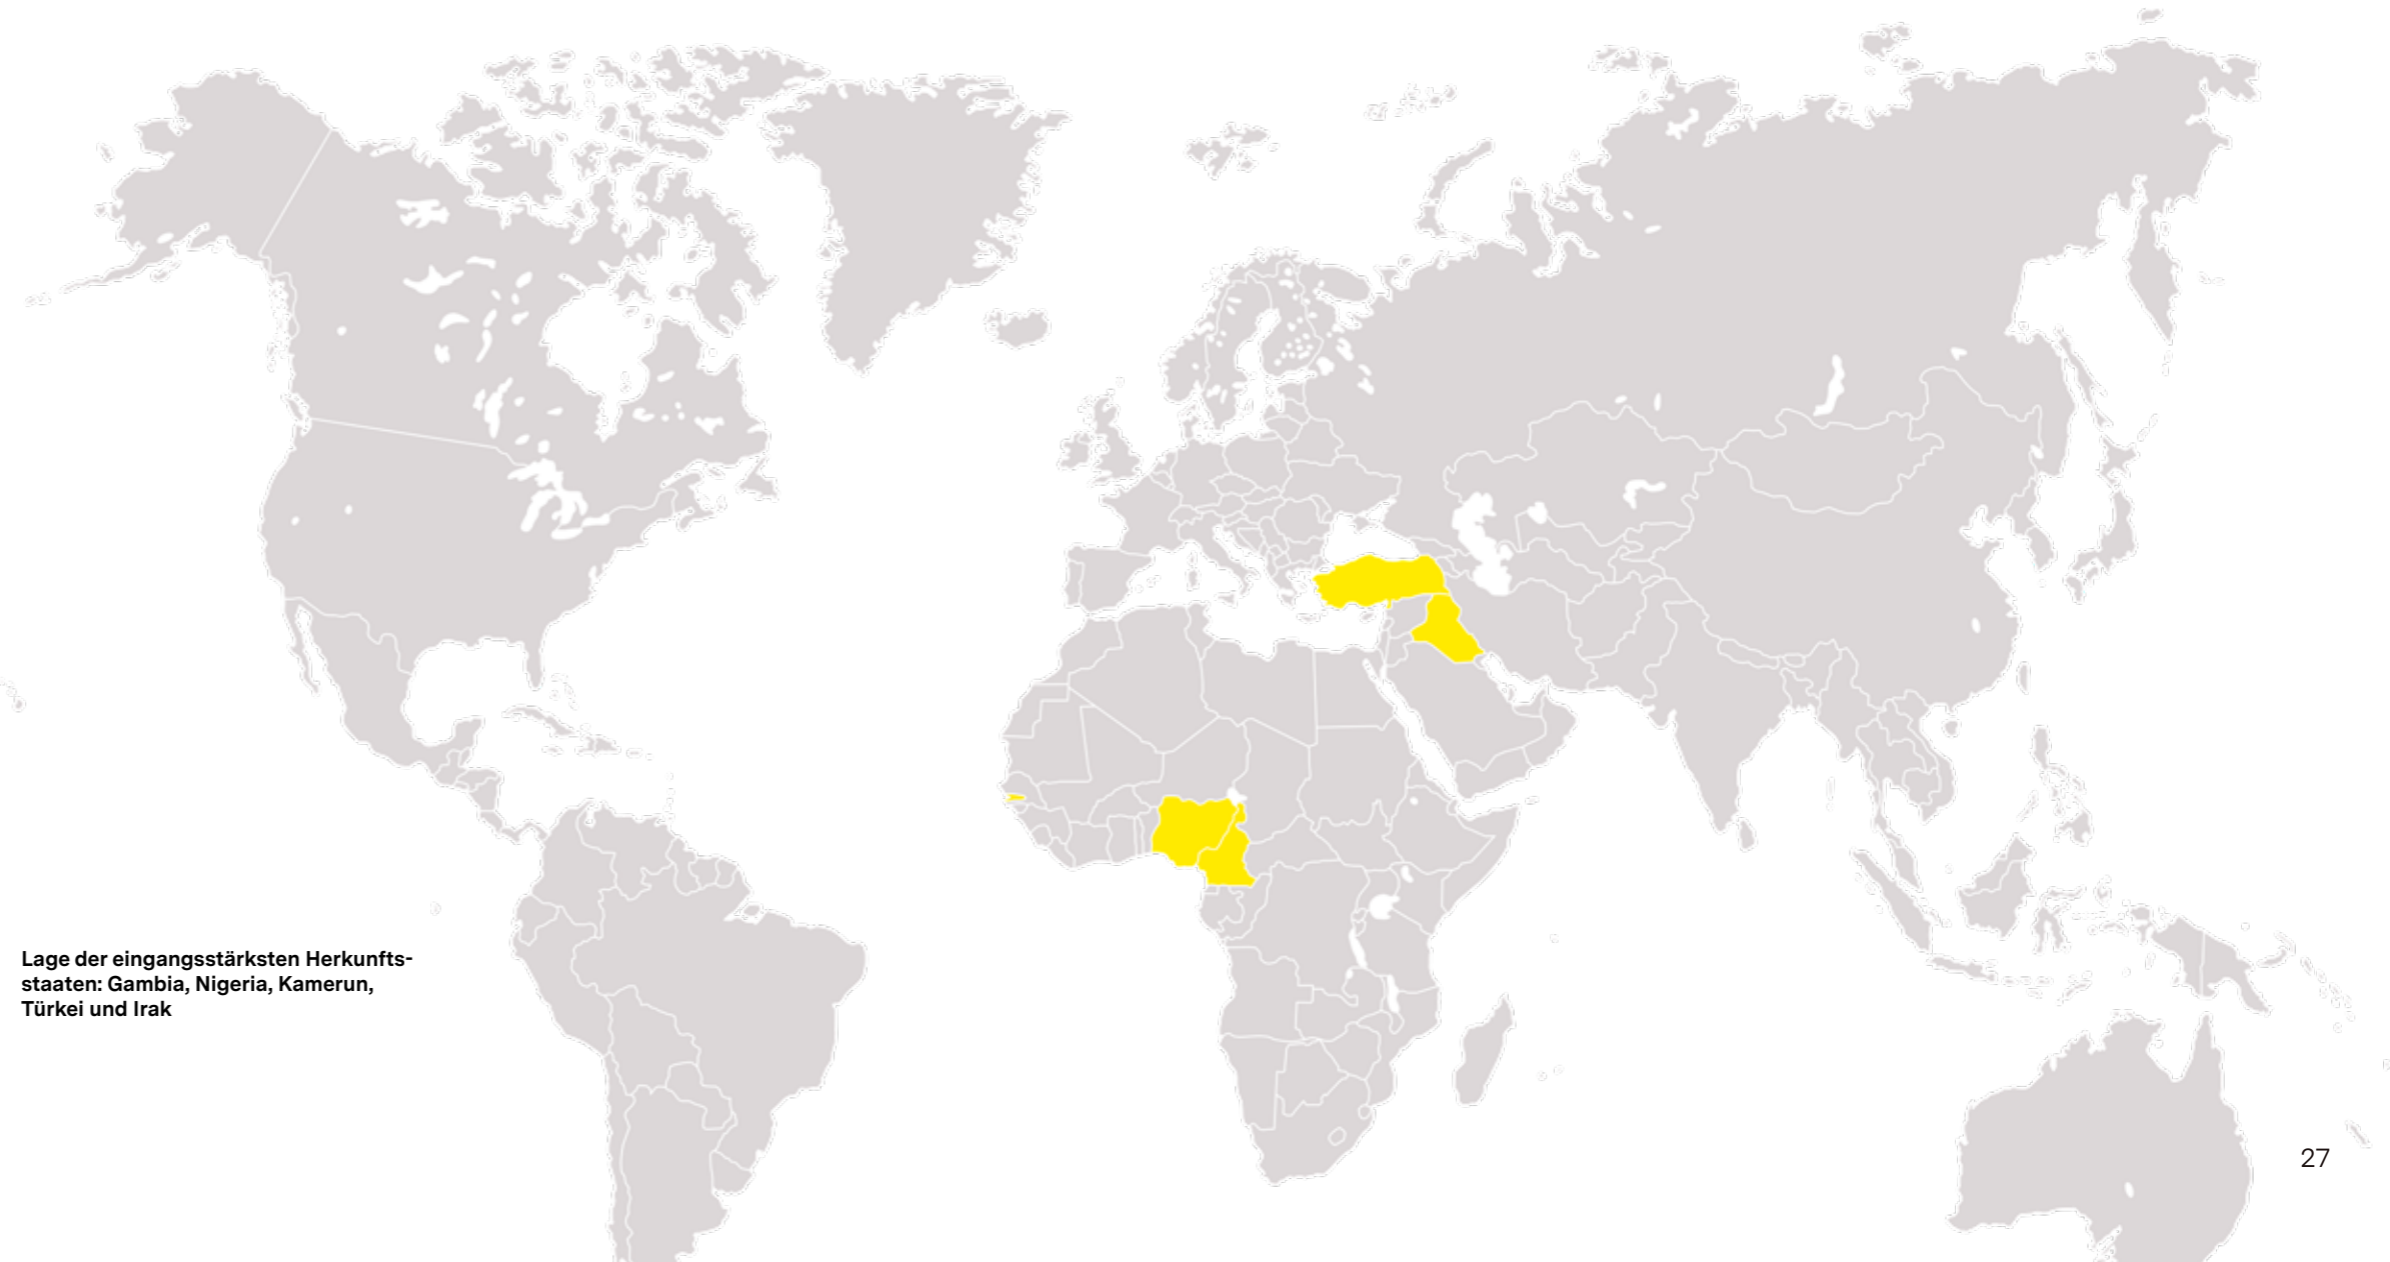 Lage der eingangsstärksten Herkunfts-
staaten: Gambia, Nigeria, Kamerun,
Türkei und Irak
27